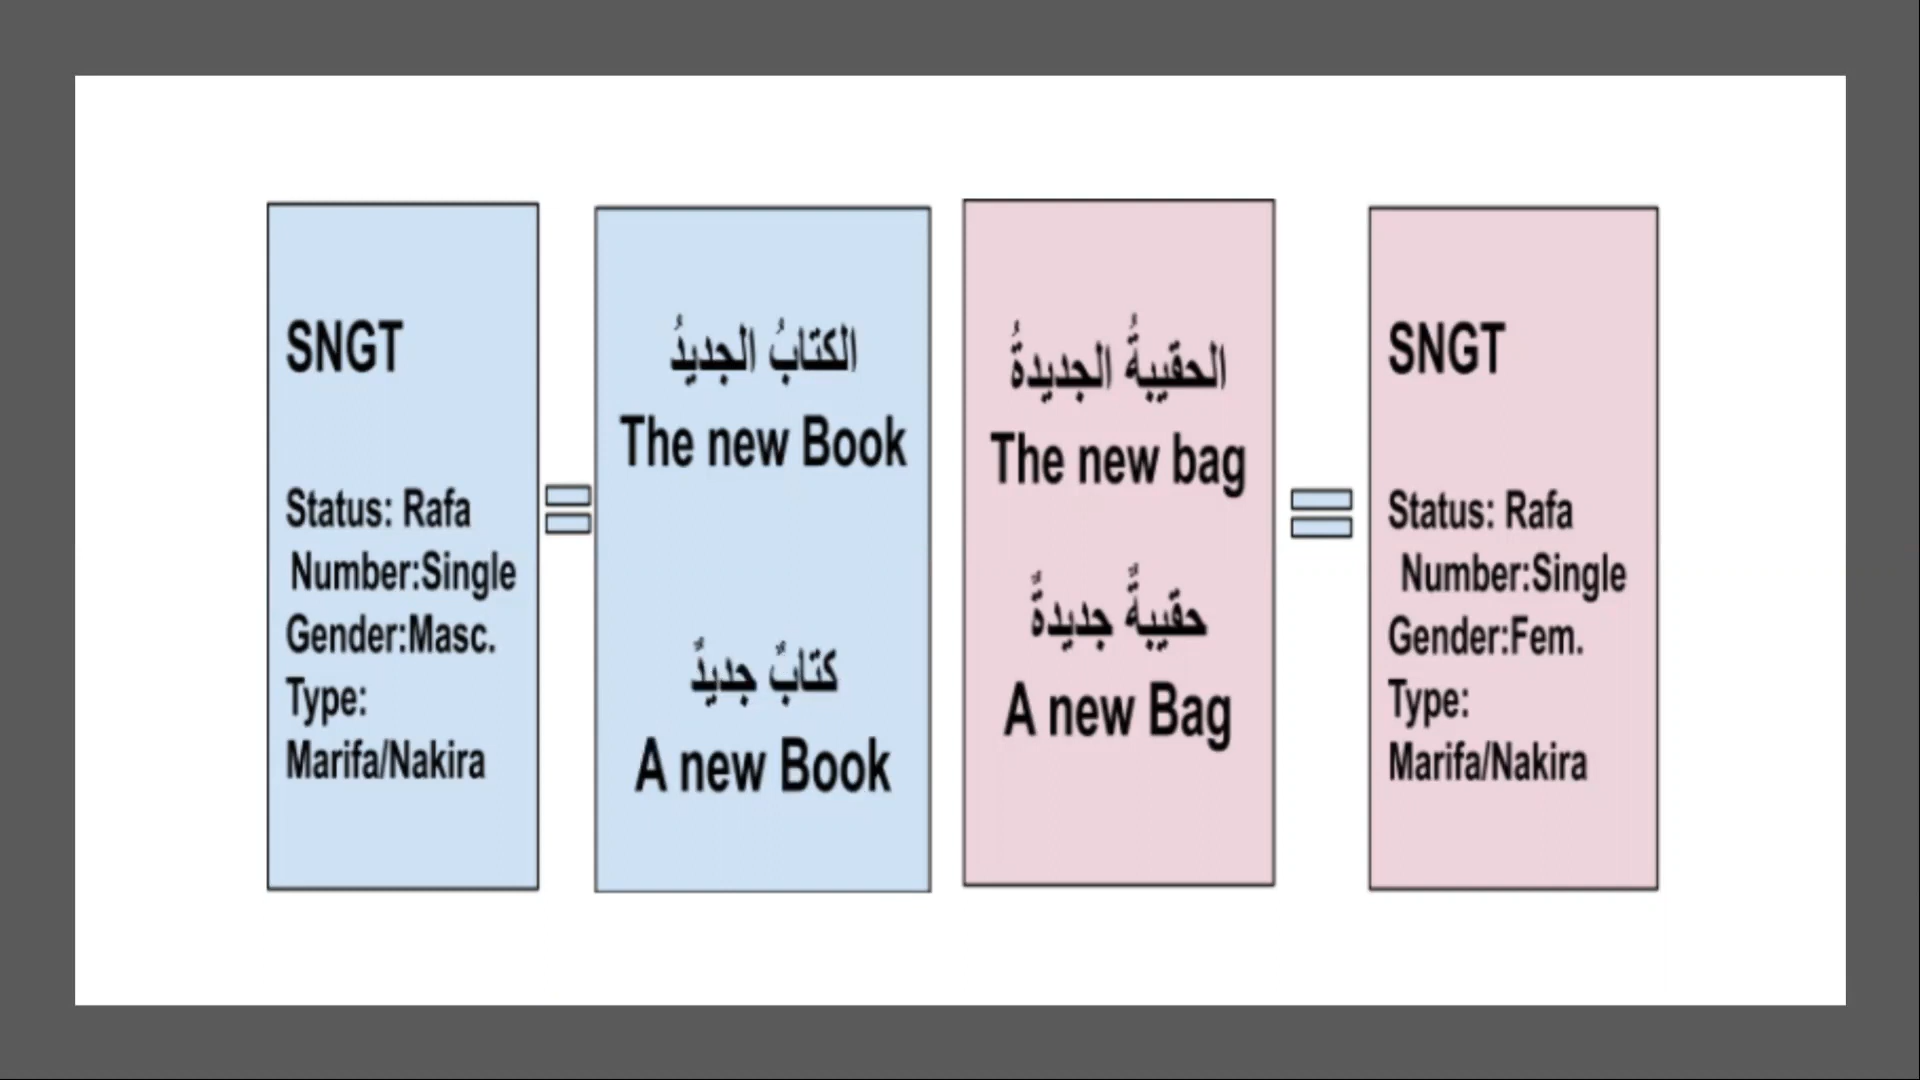 SNGT
Status: Rafa
Number:Single
Gender:Masc.
Type:
Marifa/Nakira
الكتابُ الجديدُ
The new Book
كتابٌ جديدٌ
A new Book
الحقيبةُ الجديدةُ
The new bag
حقيبةٌ جديدةٌ
A new Bag
SNGT
Status: Rafa
Number:Single
Gender:Fem.
Type:
Marifa/Nakira